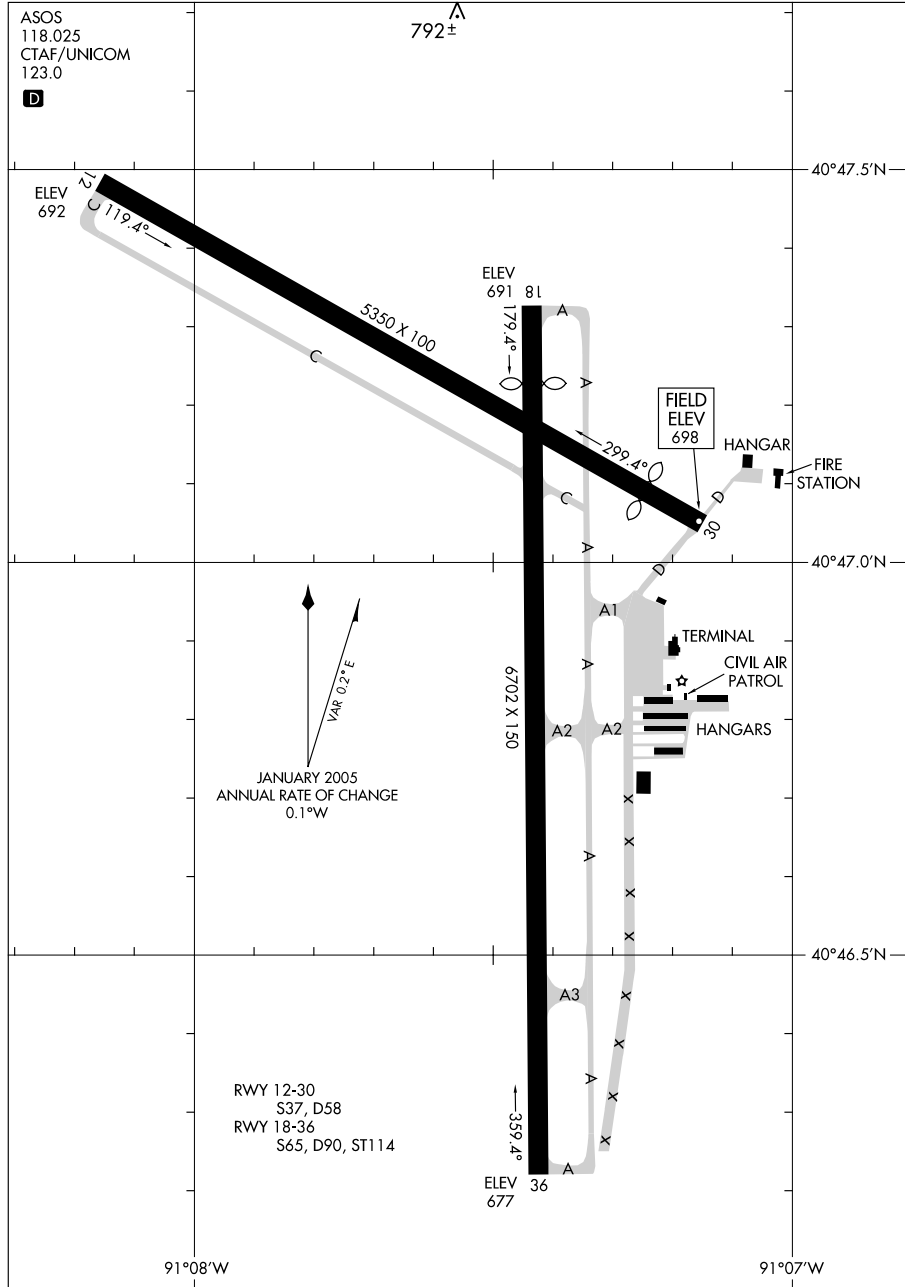 ASOS
118.025
CTAF/UNICOM
123.0
D
792±
40°47.5'N
ELEV
692
12
C
119.4°
ELEV
691
18
A
179.4°
5350 X 100
C
A
FIELD
ELEV
698
299.4°
HANGAR
FIRE
STATION
D
30
C
A
D
40°47.0'N
A1
VAR 0.2° E
JANUARY 2005
ANNUAL RATE OF CHANGE
0.1°W
6702 X 150
A
TERMINAL
CIVIL AIR
PATROL
A2
A2
HANGARS
X
X
A
X
X
40°46.5'N
A3
X
X
A
X
X
RWY 12-30
S37, D58
RWY 18-36
S65, D90, ST114
359.4°
A
ELEV
677
36
91°08'W
91°07'W